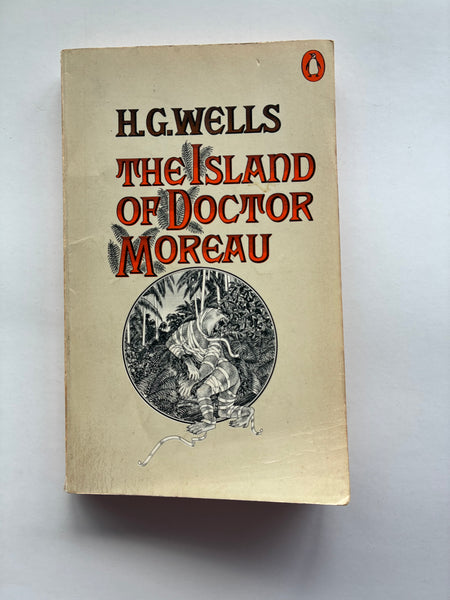 H.G.WELLS
THE ISLAND
OF DOCTOR
MOREAU